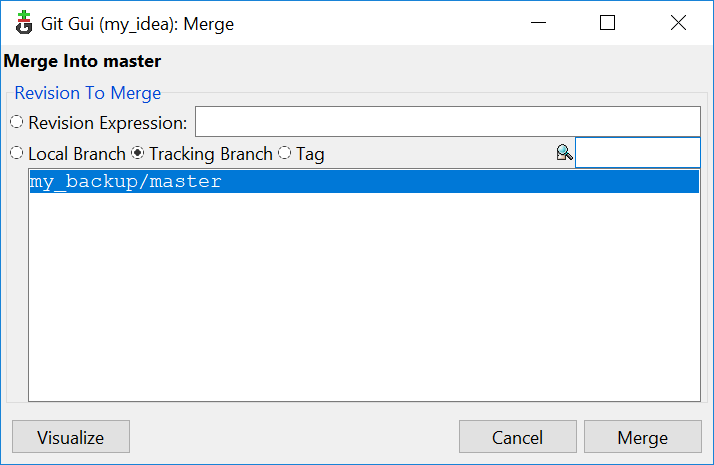 Git Gui (my_idea): Merge
Merge Into master
Revision To Merge
Revision Expression:
Local Branch Tracking Branch Tag
my_backup/master
Visualize Cancel Merge